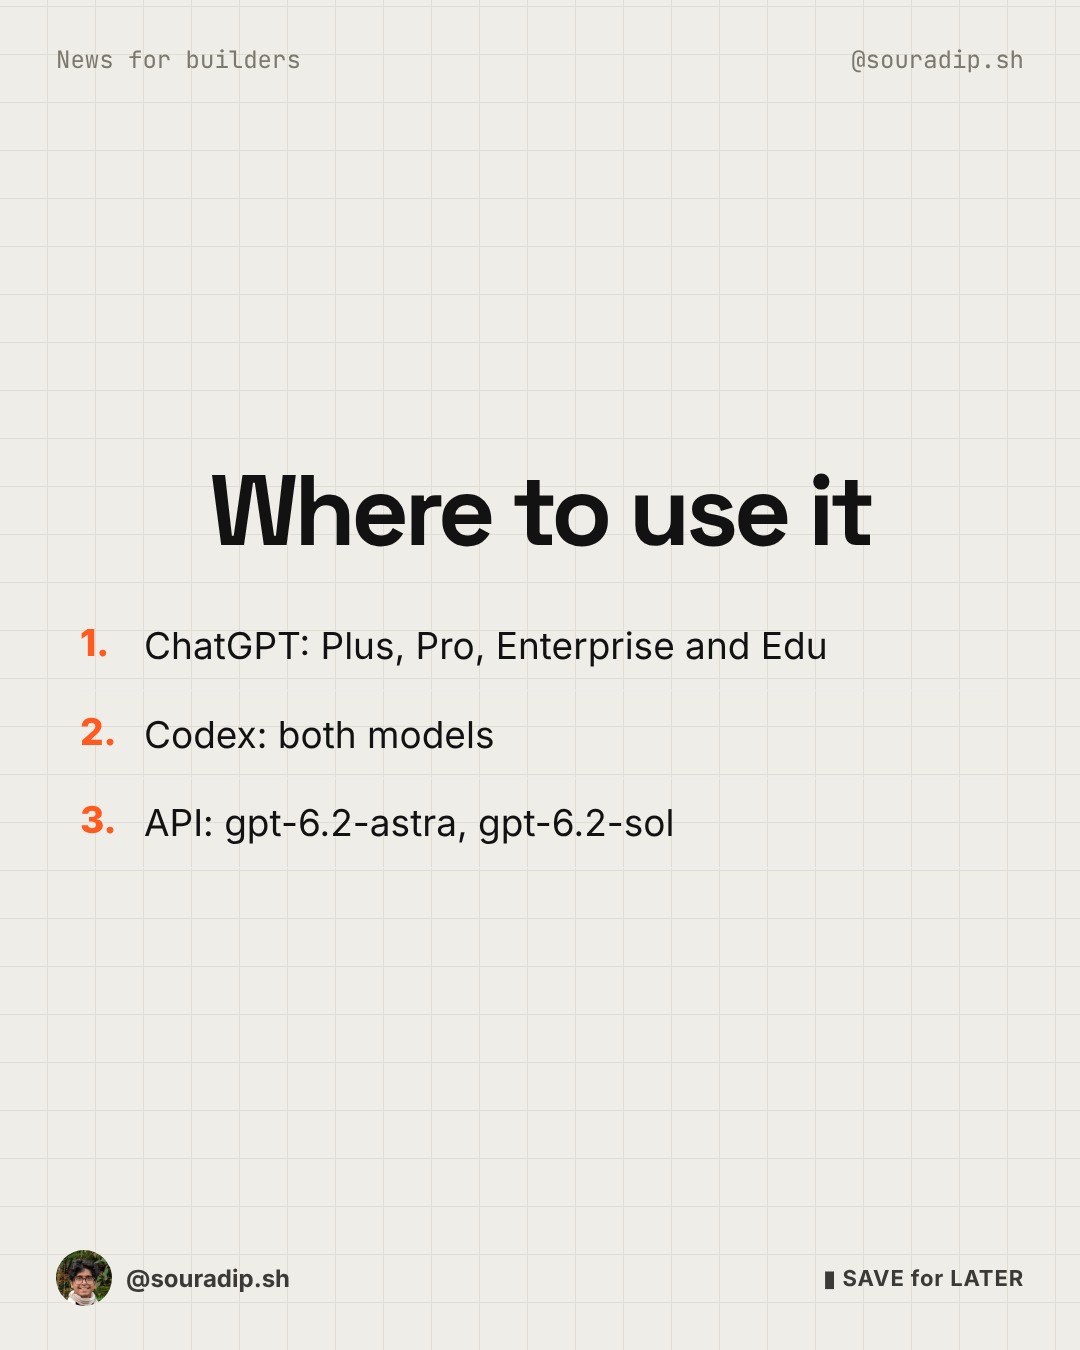 News for builders
@souradip.sh
Where to use it
1. ChatGPT: Plus, Pro, Enterprise and Edu
2. Codex: both models
3. API: gpt-6.2-astra, gpt-6.2-sol
@souradip.sh
▮ SAVE for LATER